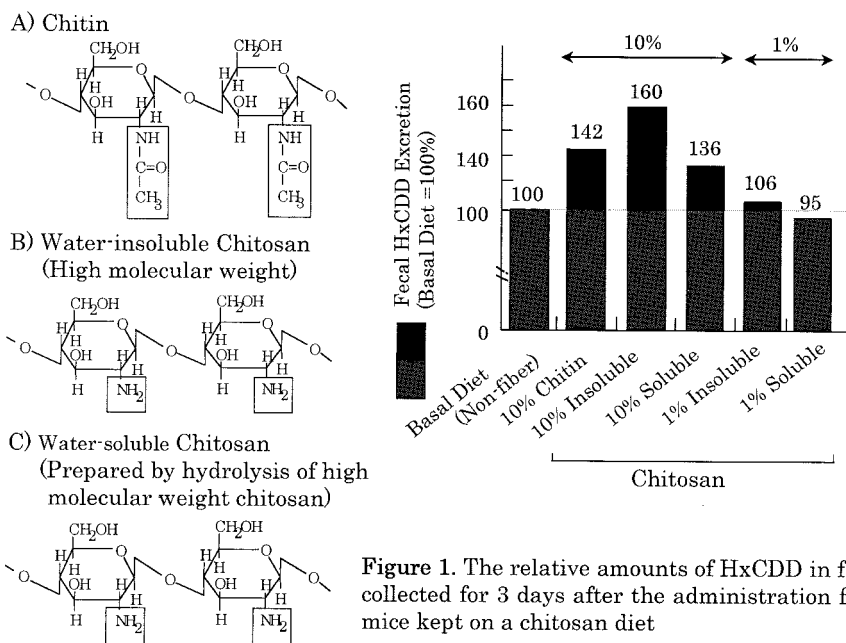 A) Chitin
CH2OH
O
H
H
OH
H
H
O
NH
C=O
CH3
CH2OH
O
H
H
OH
H
H
O
NH
C=O
CH3
B) Water-insoluble Chitosan
(High molecular weight)
CH2OH
O
H
H
OH
H
H
O
NH2
CH2OH
O
H
H
OH
H
H
O
NH2
C) Water-soluble Chitosan
(Prepared by hydrolysis of high
molecular weight chitosan)
CH2OH
O
H
H
OH
H
H
O
NH2
CH2OH
O
H
H
OH
H
H
O
NH2
Fecal HxCDD Excretion
(Basal Diet =100%)
160
140
100
0
10%
1%
100
142
160
136
106
95
Basal Diet
(Non-fiber)
10% Chitin
10% Insoluble
10% Soluble
1% Insoluble
1% Soluble
Chitosan
Figure 1. The relative amounts of HxCDD in f
collected for 3 days after the administration f
mice kept on a chitosan diet